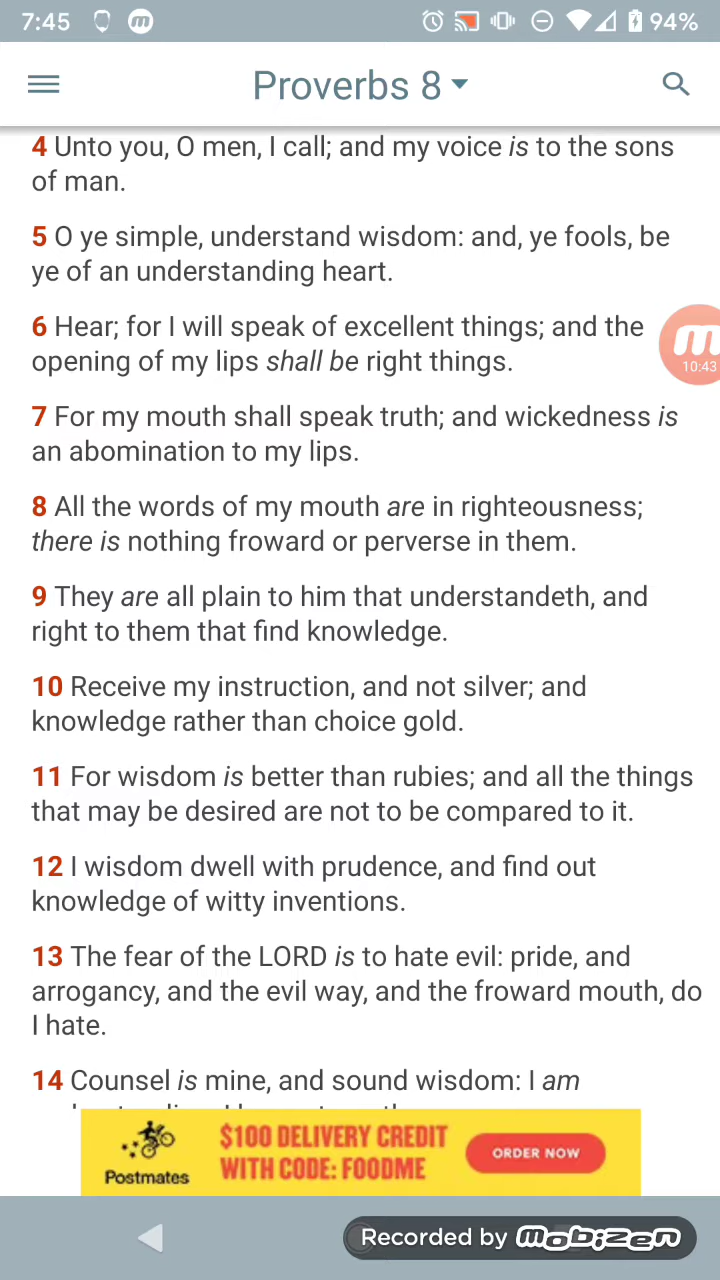 7:45
94%
Proverbs 8
4 Unto you, O men, I call; and my voice is to the sons
of man.
5 O ye simple, understand wisdom: and, ye fools, be
ye of an understanding heart.
6 Hear; for I will speak of excellent things; and the
opening of my lips shall be right things.
m
10:43
7 For my mouth shall speak truth; and wickedness is
an abomination to my lips.
8 All the words of my mouth are in righteousness;
there is nothing froward or perverse in them.
9 They are all plain to him that understandeth, and
right to them that find knowledge.
10 Receive my instruction, and not silver; and
knowledge rather than choice gold.
11 For wisdom is better than rubies; and all the things
that may be desired are not to be compared to it.
12 I wisdom dwell with prudence, and find out
knowledge of witty inventions.
13 The fear of the LORD is to hate evil: pride, and
arrogancy, and the evil way, and the froward mouth, do
I hate.
14 Counsel is mine, and sound wisdom: I am
$100 DELIVERY CREDIT
WITH CODE: FOODME
Postmates
ORDER NOW
Recorded by mobizen